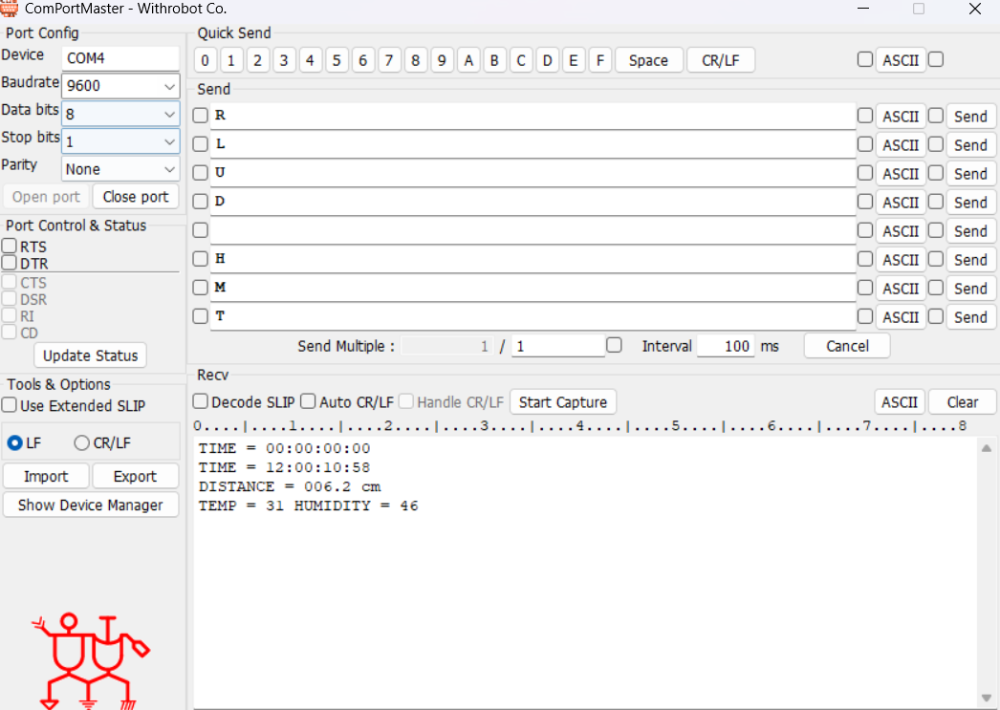 ComPortMaster - Withrobot Co.
Port Config
Device COM4
Baudrate 9600
Data bits 8
Stop bits 1
Parity None
Open port Close port
Port Control & Status
RTS
DTR
CTS
DSR
RI
CD
Update Status
Tools & Options
Use Extended SLIP
LF CR/LF
Import Export
Show Device Manager
Quick Send
0 1 2 3 4 5 6 7 8 9 A B C D E F Space CR/LF ASCII
Send
R ASCII Send
L ASCII Send
U ASCII Send
D ASCII Send
ASCII Send
H ASCII Send
M ASCII Send
T ASCII Send
Send Multiple : 1 / 1 Interval 100 ms Cancel
Recv
Decode SLIP Auto CR/LF Handle CR/LF Start Capture ASCII Clear
0....|....1....|....2....|....3....|....4....|....5....|....6....|....7....|....8
TIME = 00:00:00:00
TIME = 12:00:10:58
DISTANCE = 006.2 cm
TEMP = 31 HUMIDITY = 46